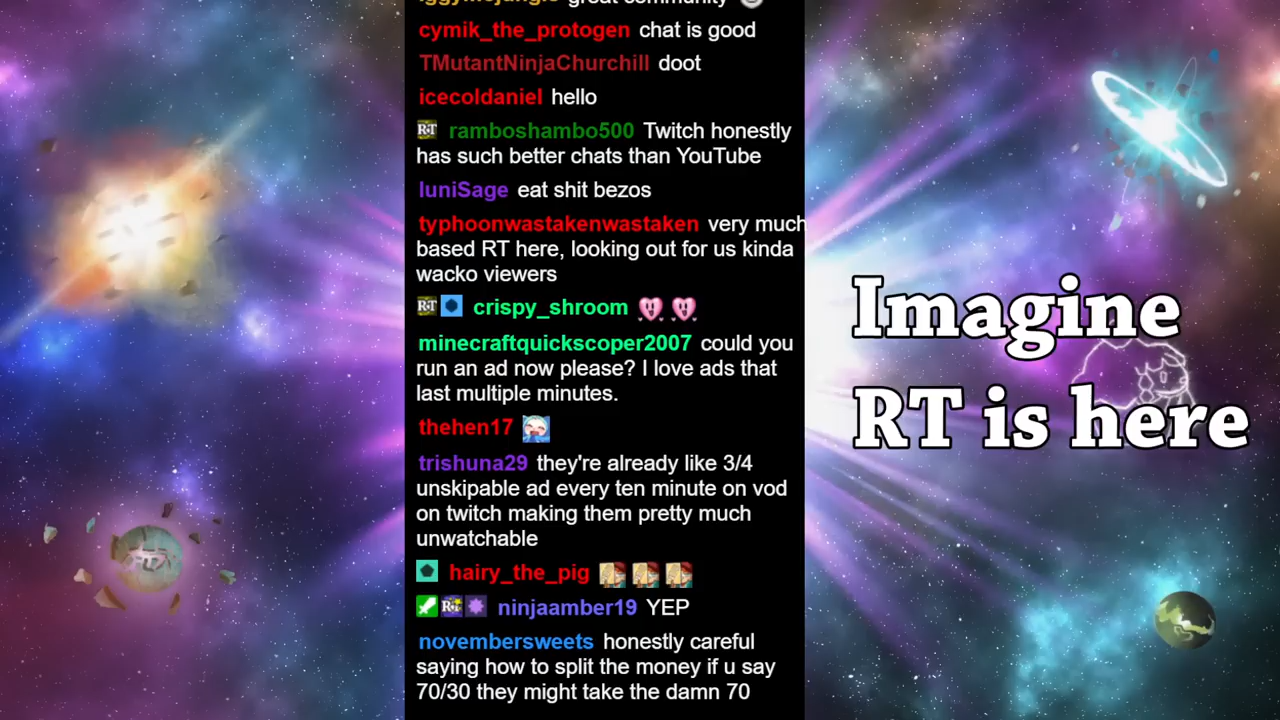 great community
cymik_the_protogen chat is good
TMutantNinjaChurchill doot
icecoldaniel hello
RT ramboshambo500 Twitch honestly
has such better chats than YouTube
luniSage eat shit bezos
typhoonwastakenwastaken very much
based RT here, looking out for us kinda
wacko viewers
RT crispy_shroom
minecraftquickscoper2007 could you
run an ad now please? I love ads that
last multiple minutes.
thehen17
trishuna29 they're already like 3/4
unskipable ad every ten minute on vod
on twitch making them pretty much
unwatchable
hairy_the_pig
RT ninjaamber19 YEP
novembersweets honestly careful
saying how to split the money if u say
70/30 they might take the damn 70
Imagine
RT is here